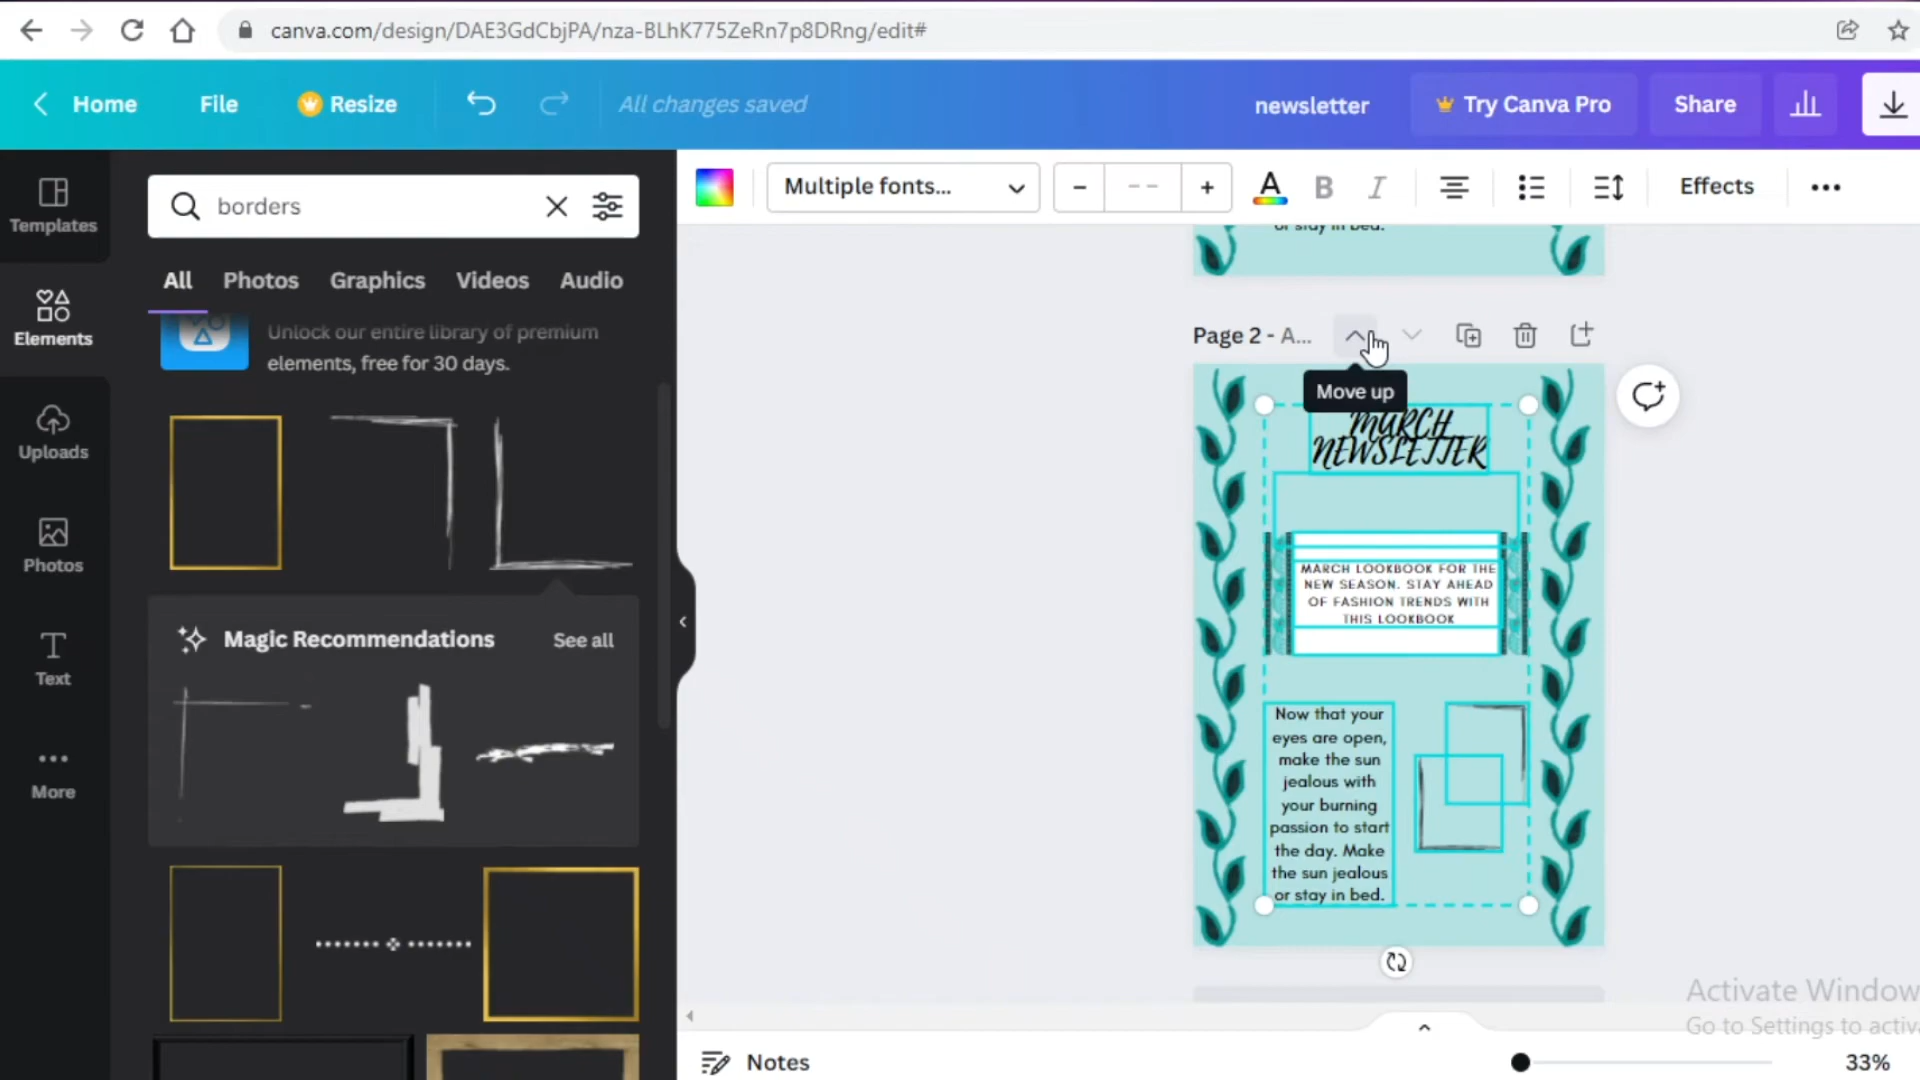 canva.com/design/DAE3GdCbjPA/nza-BLhK775ZeRn7p8DRng/edit#
Home
File
Resize
All changes saved
newsletter
Try Canva Pro
Share
Templates
Elements
Uploads
Photos
Text
More
borders
All
Photos
Graphics
Videos
Audio
Unlock our entire library of premium
elements, free for 30 days.
Magic Recommendations
See all
Multiple fonts...
A
B
I
Effects
or stay in bed.
Page 2 - A...
Move up
MARCH
NEWSLETTER
MARCH LOOKBOOK FOR THE
NEW SEASON. STAY AHEAD
OF FASHION TRENDS WITH
THIS LOOKBOOK
Now that your
eyes are open,
make the sun
jealous with
your burning
passion to start
the day. Make
the sun jealous
or stay in bed.
Activate Window
Go to Settings to activa
Notes
33%